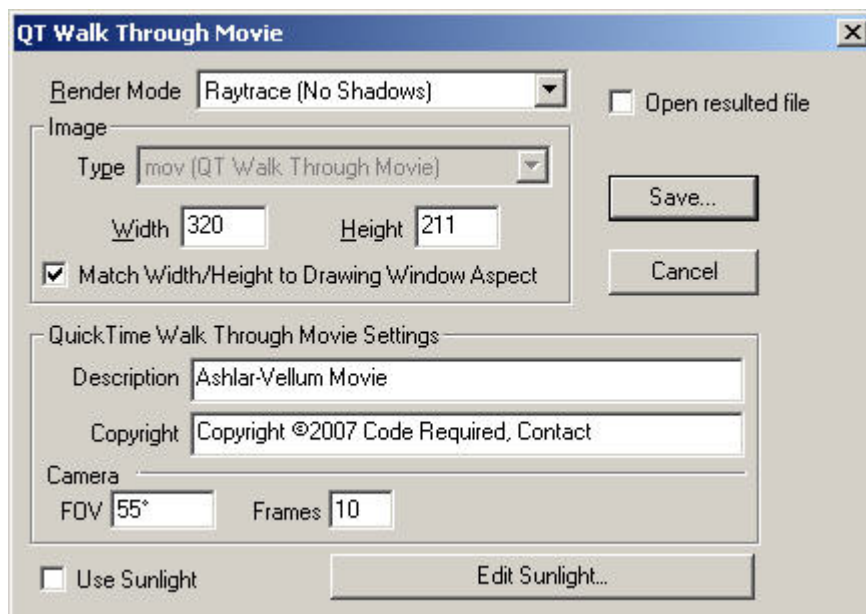 QT Walk Through Movie
Render Mode Raytrace (No Shadows)
Open resulted file
Image
Type mov (QT Walk Through Movie)
Save...
Width 320 Height 211
Match Width/Height to Drawing Window Aspect
Cancel
QuickTime Walk Through Movie Settings
Description Ashlar-Vellum Movie
Copyright Copyright ©2007 Code Required, Contact
Camera
FOV 55° Frames 10
Use Sunlight Edit Sunlight...